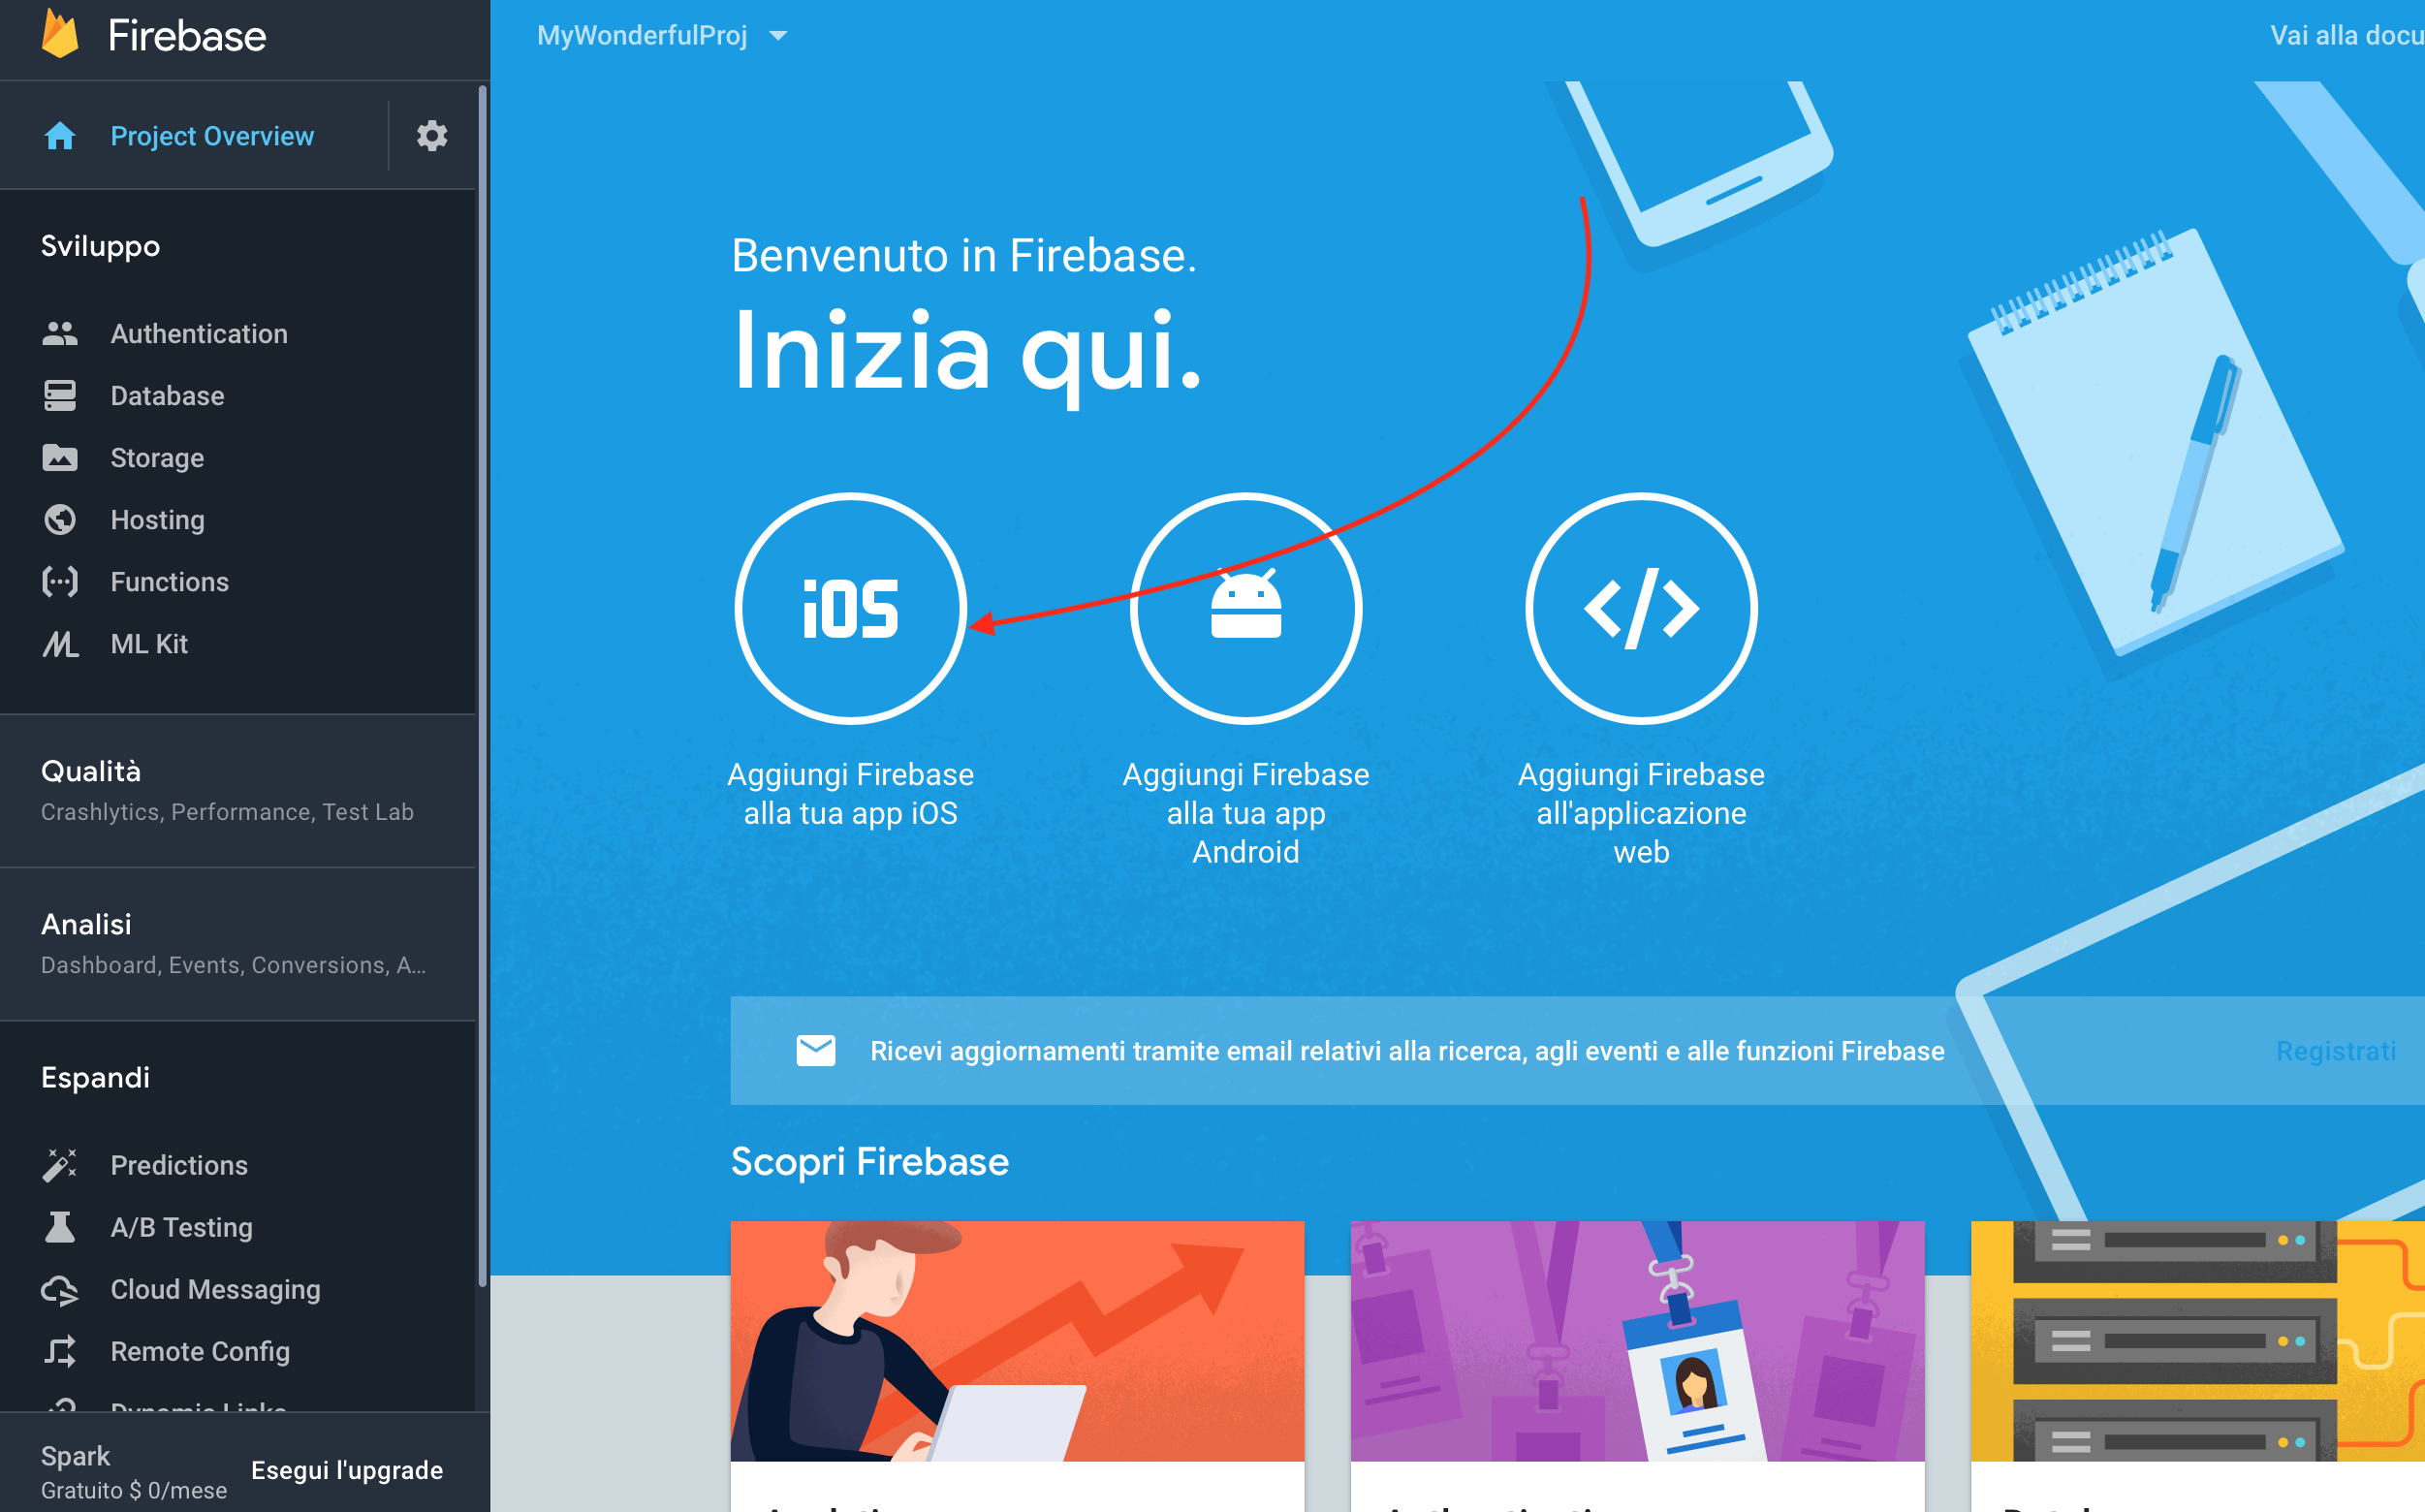 Firebase
MyWonderfulProj
Vai alla docu
Project Overview
Sviluppo
Authentication
Database
Storage
Hosting
Functions
ML Kit
Qualità
Crashlytics, Performance, Test Lab
Analisi
Dashboard, Events, Conversions, A...
Espandi
Predictions
A/B Testing
Cloud Messaging
Remote Config
Dynamic Links
Spark
Gratuito $ 0/mese
Esegui l'upgrade
Benvenuto in Firebase.
Inizia qui.
iOS
</>
Aggiungi Firebase
alla tua app iOS
Aggiungi Firebase
alla tua app
Android
Aggiungi Firebase
all'applicazione
web
Ricevi aggiornamenti tramite email relativi alla ricerca, agli eventi e alle funzioni Firebase
Registrati
Scopri Firebase